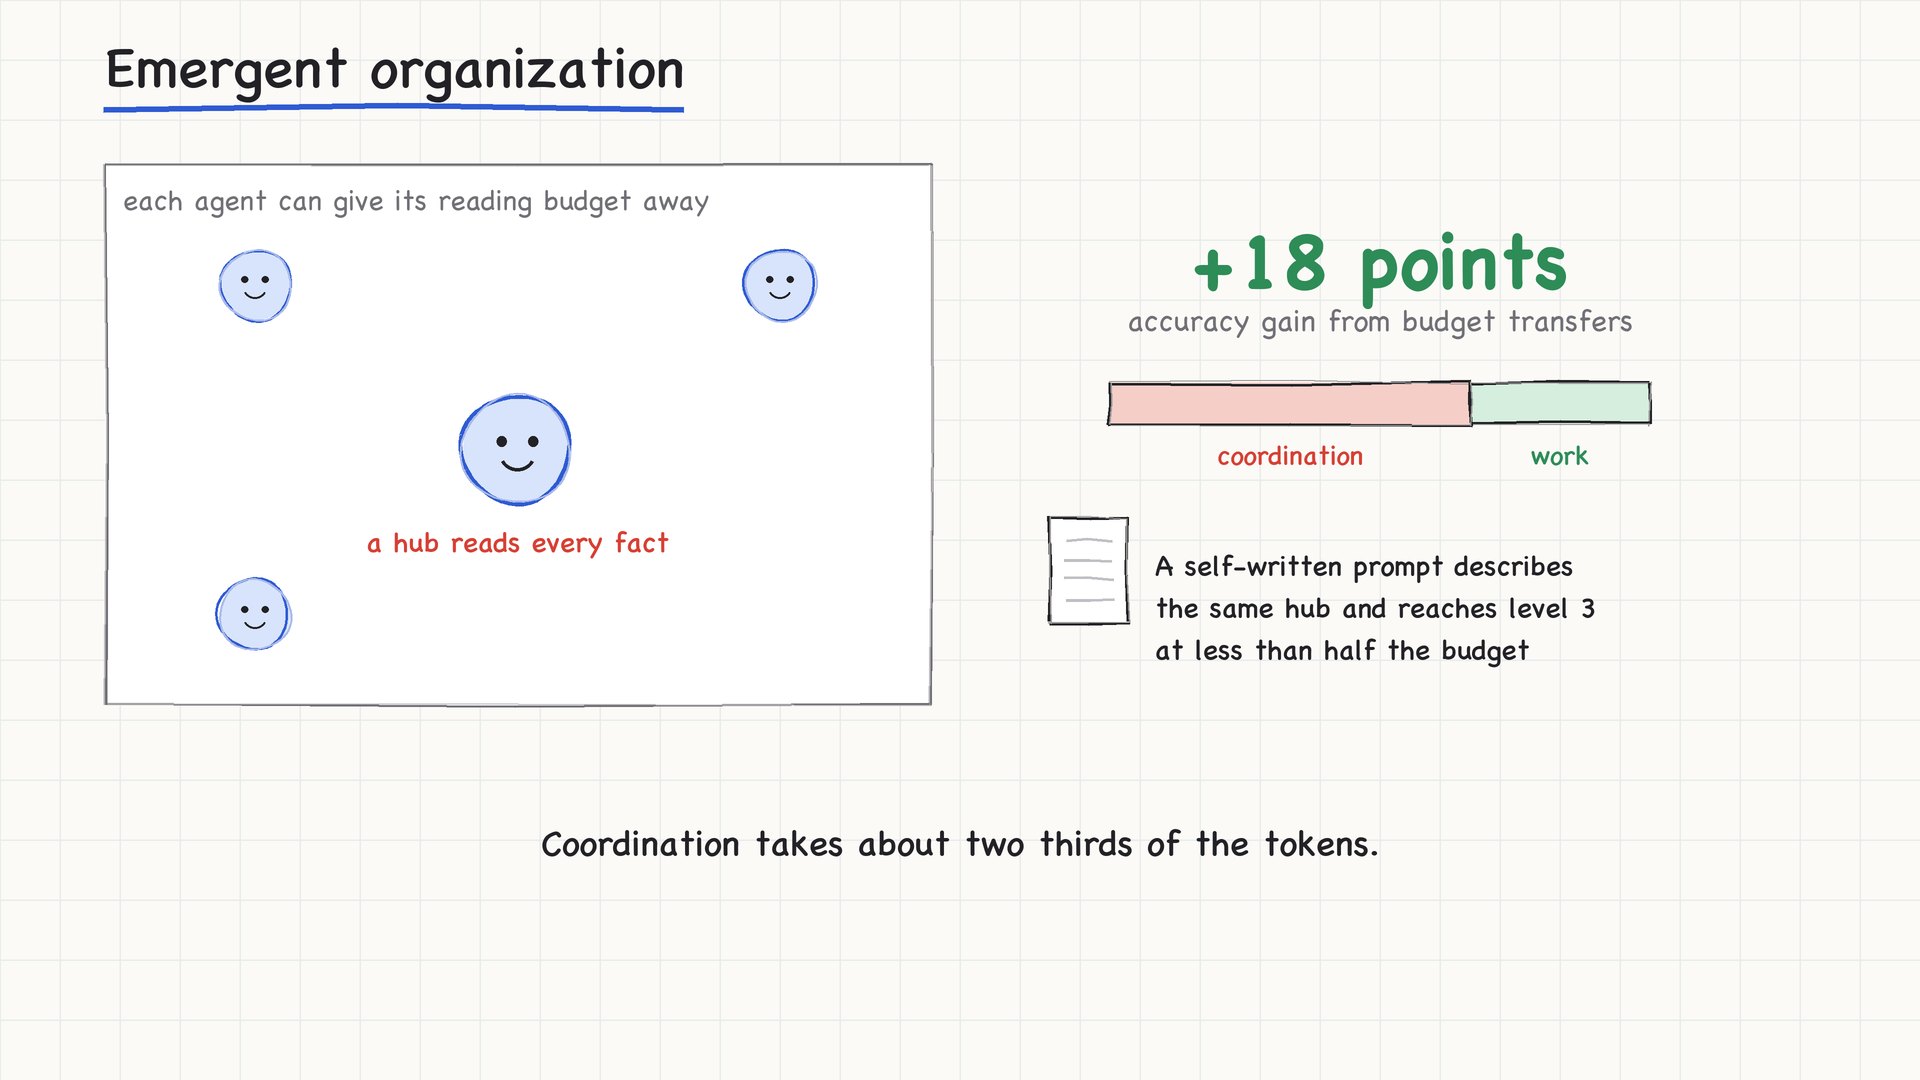 Emergent organization
each agent can give its reading budget away
a hub reads every fact
+18 points
accuracy gain from budget transfers
coordination
work
A self-written prompt describes
the same hub and reaches level 3
at less than half the budget
Coordination takes about two thirds of the tokens.